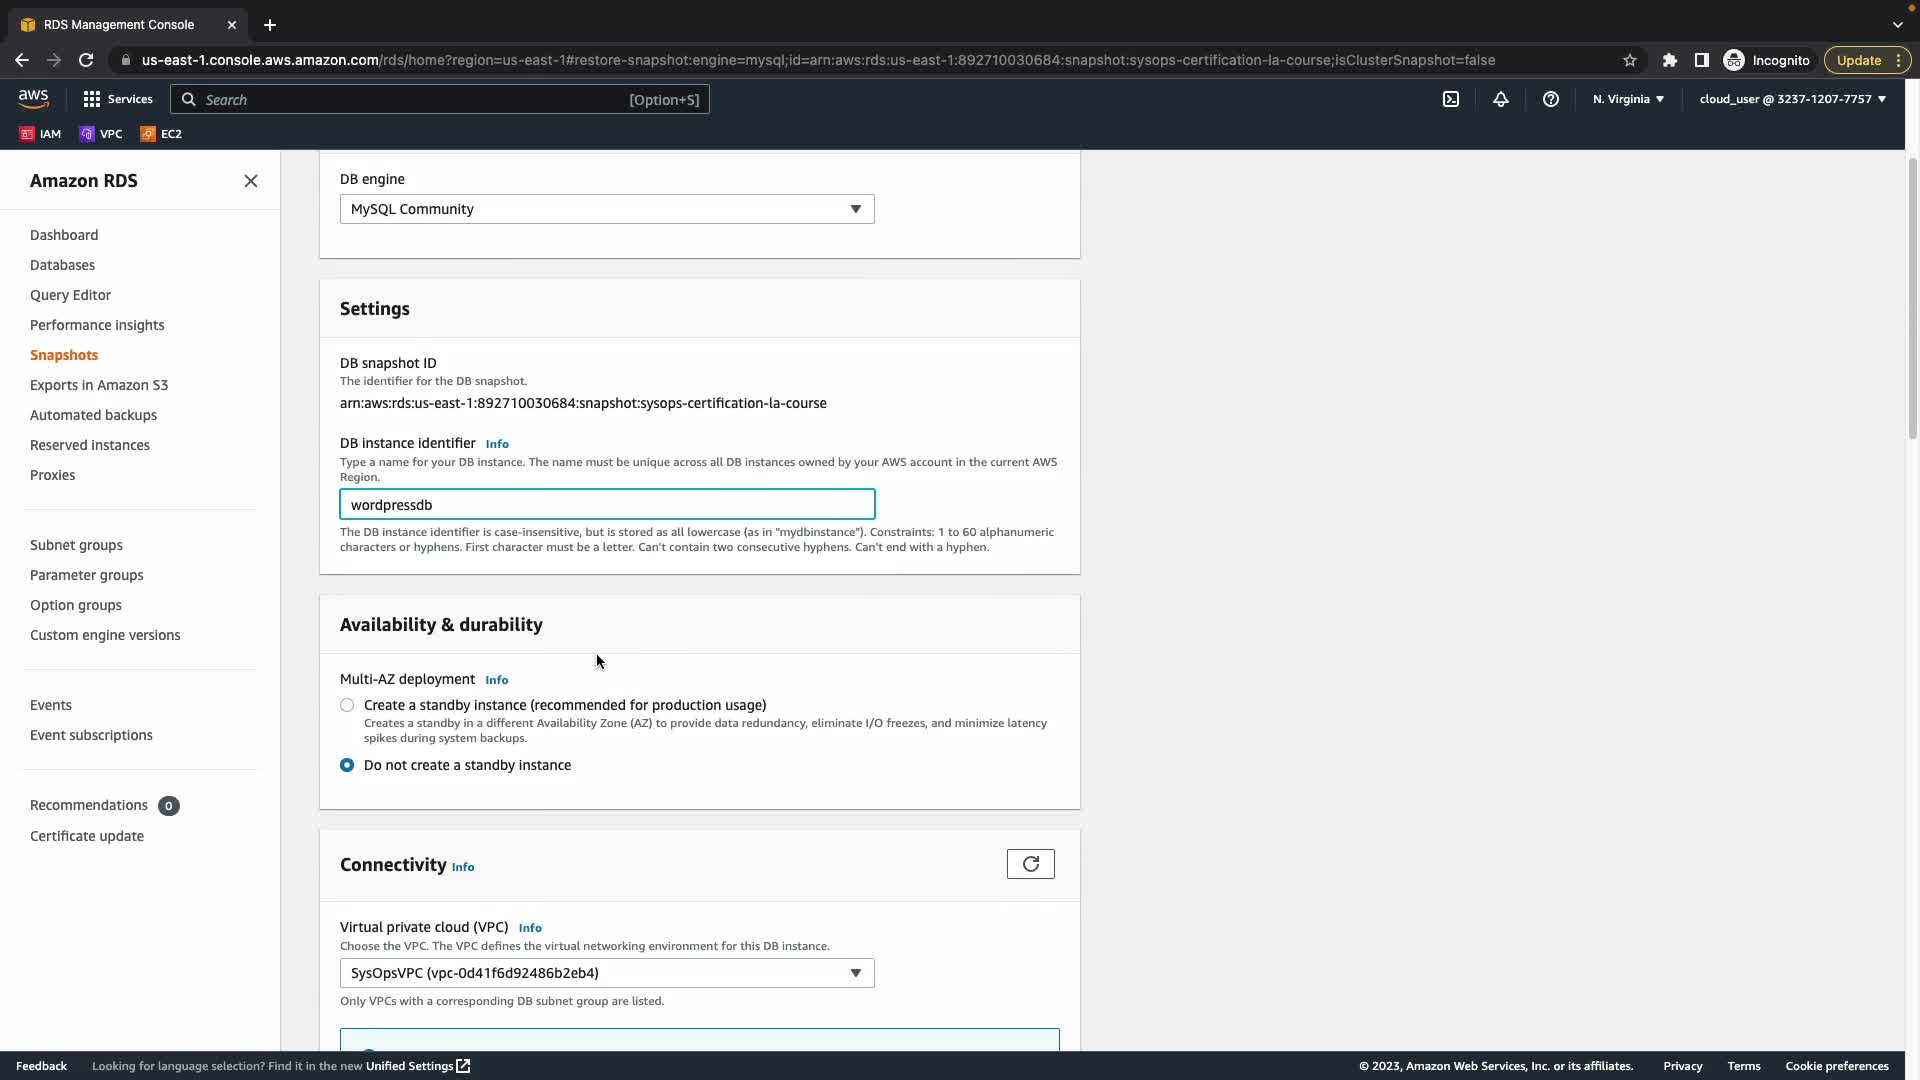 RDS Management Console
us-east-1.console.aws.amazon.com/rds/home?region=us-east-1#restore-snapshot:engine=mysql;id=arn:aws:rds:us-east-1:892710030684:snapshot:sysops-certification-la-course;isClusterSnapshot=false
Incognito
Update
aws
Services
Search
[Option+S]
N. Virginia
cloud_user @ 3237-1207-7757
IAM
VPC
EC2
Amazon RDS
Dashboard
Databases
Query Editor
Performance insights
Snapshots
Exports in Amazon S3
Automated backups
Reserved instances
Proxies
Subnet groups
Parameter groups
Option groups
Custom engine versions
Events
Event subscriptions
Recommendations 0
Certificate update
DB engine
MySQL Community
Settings
DB snapshot ID
The identifier for the DB snapshot.
arn:aws:rds:us-east-1:892710030684:snapshot:sysops-certification-la-course
DB instance identifier Info
Type a name for your DB instance. The name must be unique across all DB instances owned by your AWS account in the current AWS
Region.
wordpressdb
The DB instance identifier is case-insensitive, but is stored as all lowercase (as in "mydbinstance"). Constraints: 1 to 60 alphanumeric
characters or hyphens. First character must be a letter. Can't contain two consecutive hyphens. Can't end with a hyphen.
Availability & durability
Multi-AZ deployment Info
Create a standby instance (recommended for production usage)
Creates a standby in a different Availability Zone (AZ) to provide data redundancy, eliminate I/O freezes, and minimize latency
spikes during system backups.
Do not create a standby instance
Connectivity Info
Virtual private cloud (VPC) Info
Choose the VPC. The VPC defines the virtual networking environment for this DB instance.
SysOpsVPC (vpc-0d41f6d92486b2eb4)
Only VPCs with a corresponding DB subnet group are listed.
Feedback
Looking for language selection? Find it in the new Unified Settings
© 2023, Amazon Web Services, Inc. or its affiliates.
Privacy
Terms
Cookie preferences